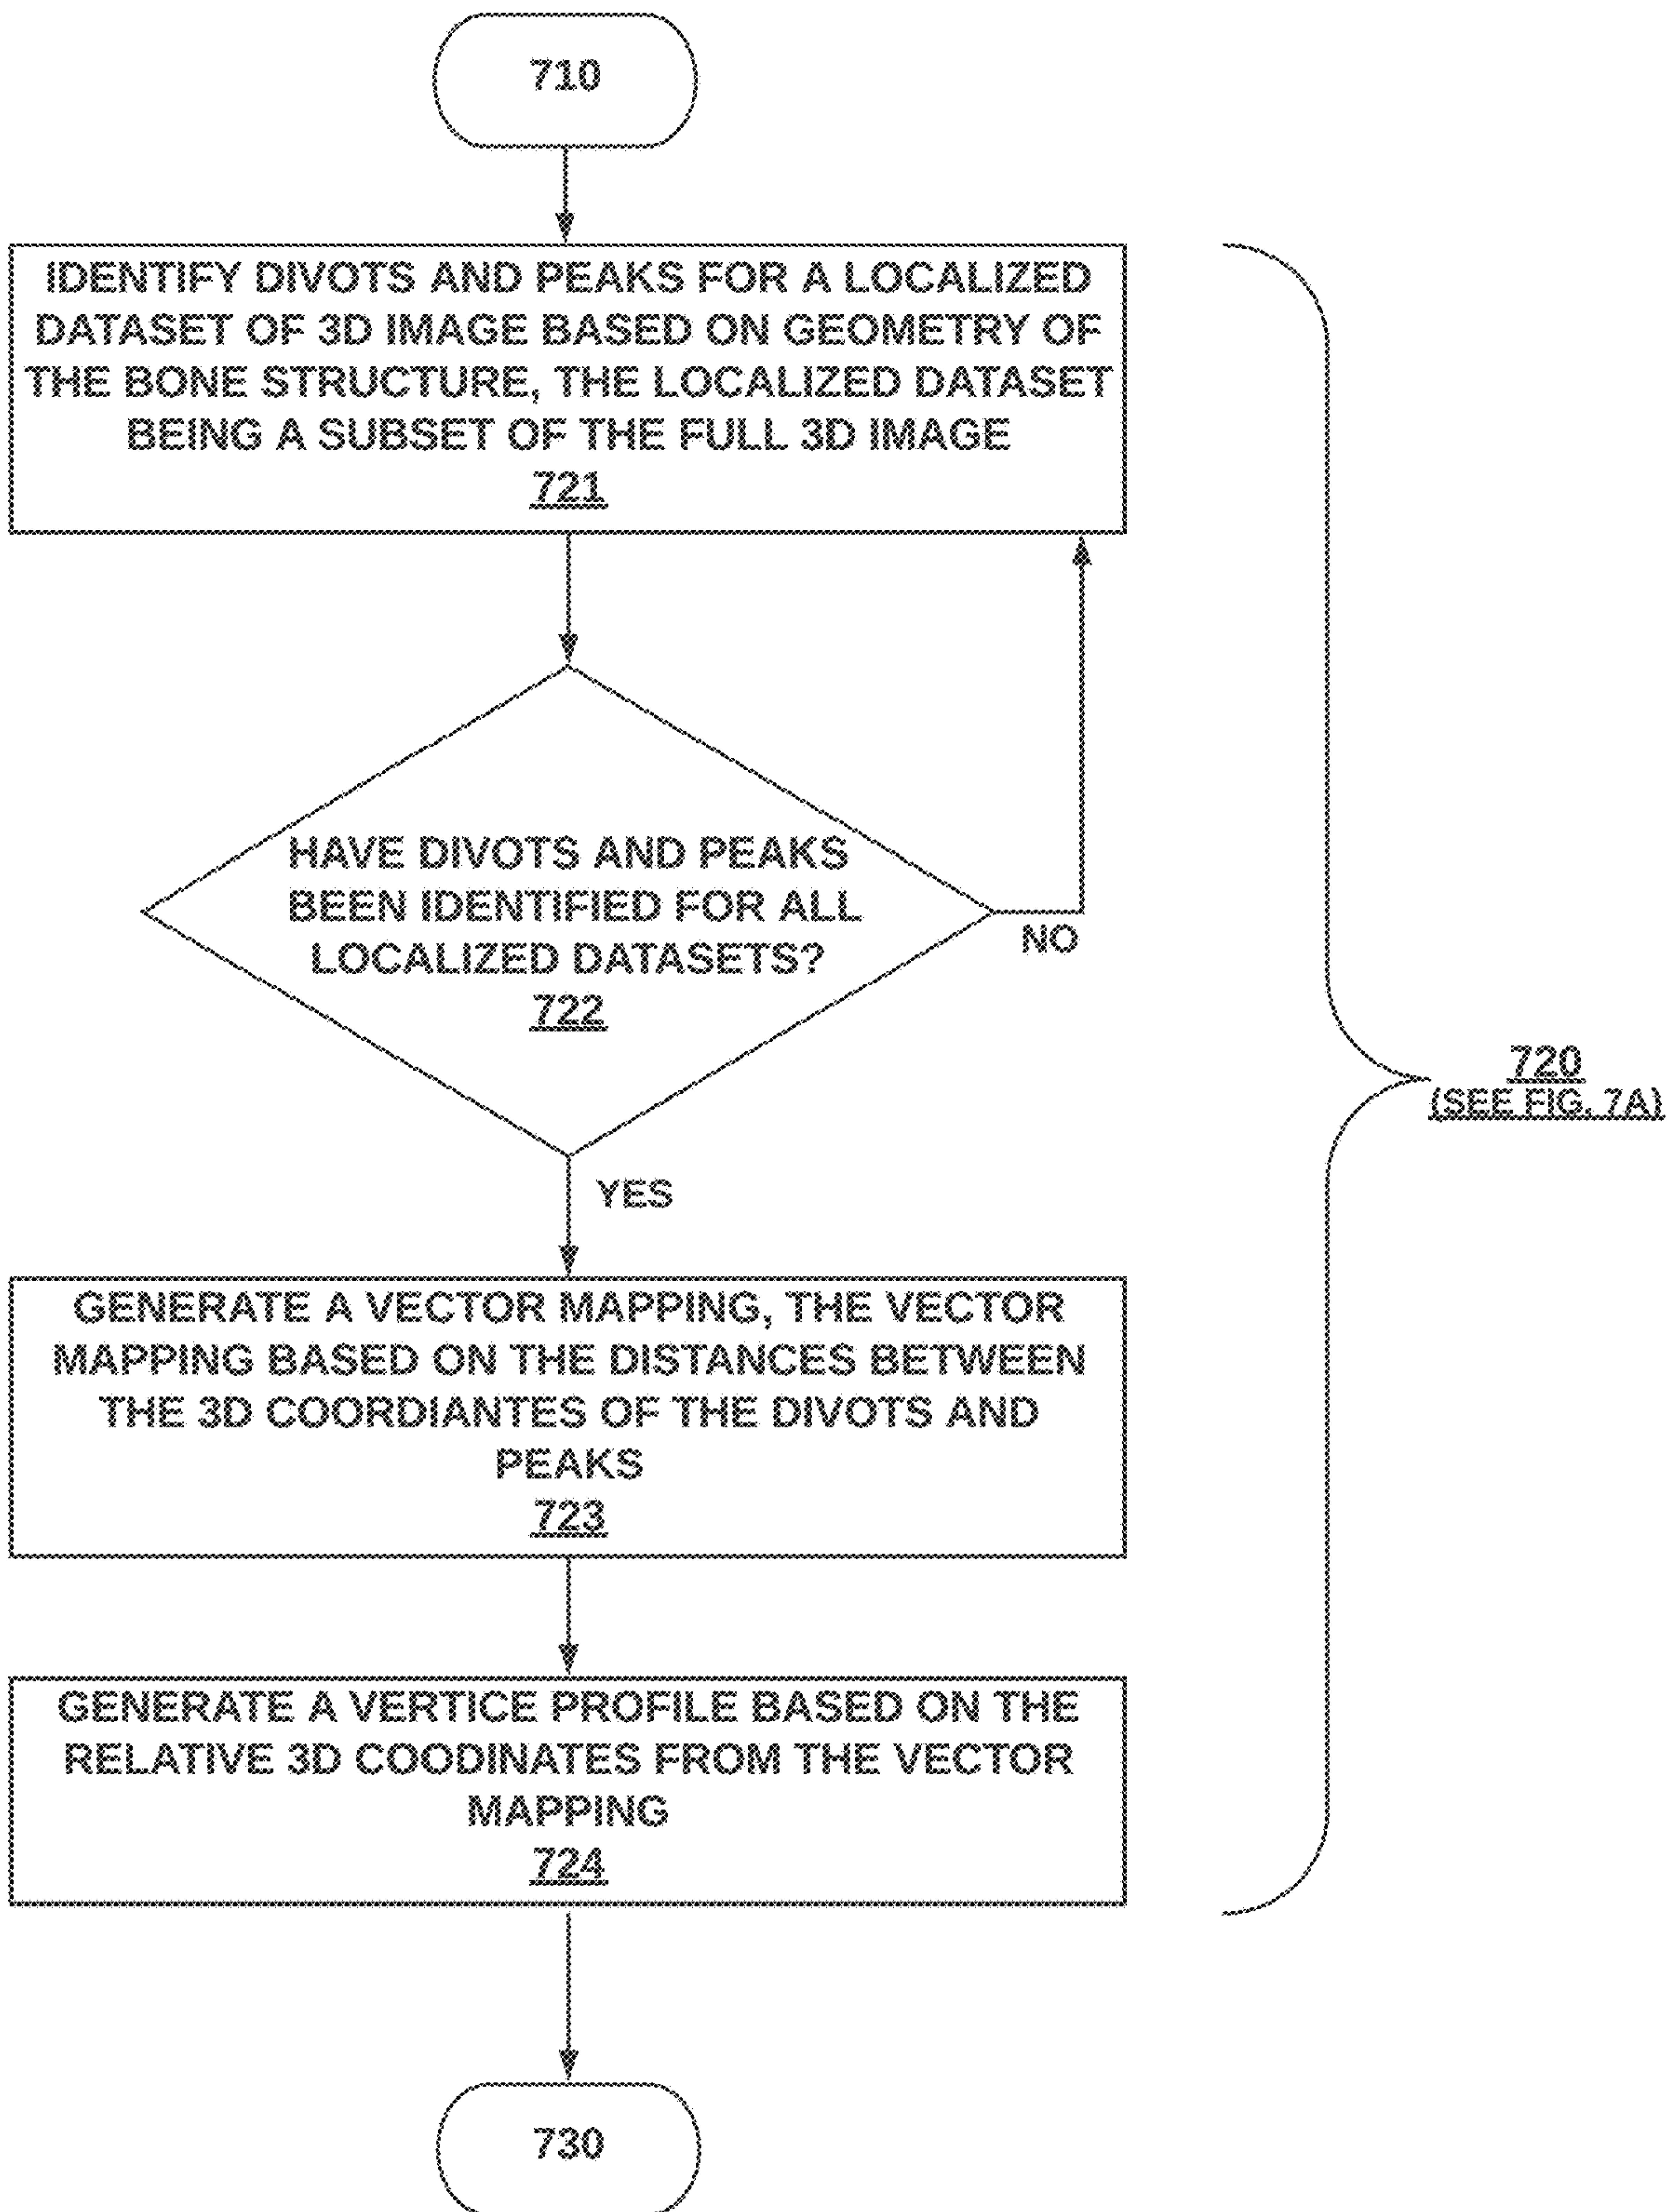 710
IDENTIFY DIVOTS AND PEAKS FOR A LOCALIZED
DATASET OF 3D IMAGE BASED ON GEOMETRY OF
THE BONE STRUCTURE, THE LOCALIZED DATASET
BEING A SUBSET OF THE FULL 3D IMAGE
721
HAVE DIVOTS AND PEAKS
BEEN IDENTIFIED FOR ALL
LOCALIZED DATASETS?
722
NO
YES
720
(SEE FIG. 7A)
GENERATE A VECTOR MAPPING, THE VECTOR
MAPPING BASED ON THE DISTANCES BETWEEN
THE 3D COORDIANTES OF THE DIVOTS AND
PEAKS
723
GENERATE A VERTICE PROFILE BASED ON THE
RELATIVE 3D COODINATES FROM THE VECTOR
MAPPING
724
730